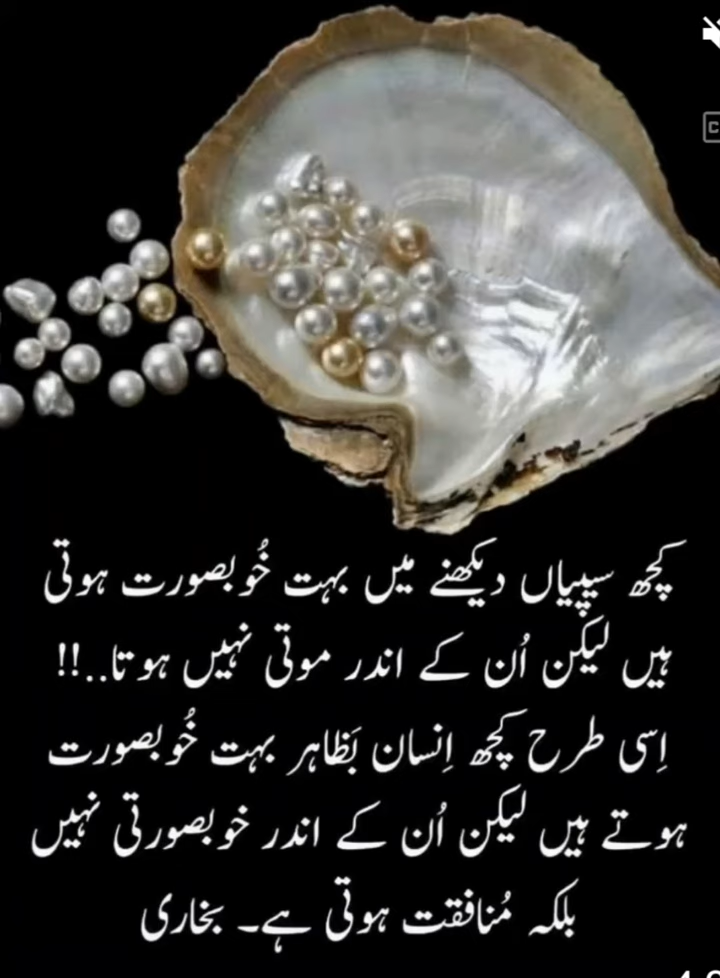 کچھ سیپیاں دیکھنے میں بہت خُوبصورت ہوتی
ہیں لیکن اُن کے اندر موتی نہیں ہوتا..!!
اِسی طرح کچھ اِنسان بَظاہر بہت خُوبصورت
ہوتے ہیں لیکن اُن کے اندر خوبصورتی نہیں
بلکہ مُنافقت ہوتی ہے۔ بخاری